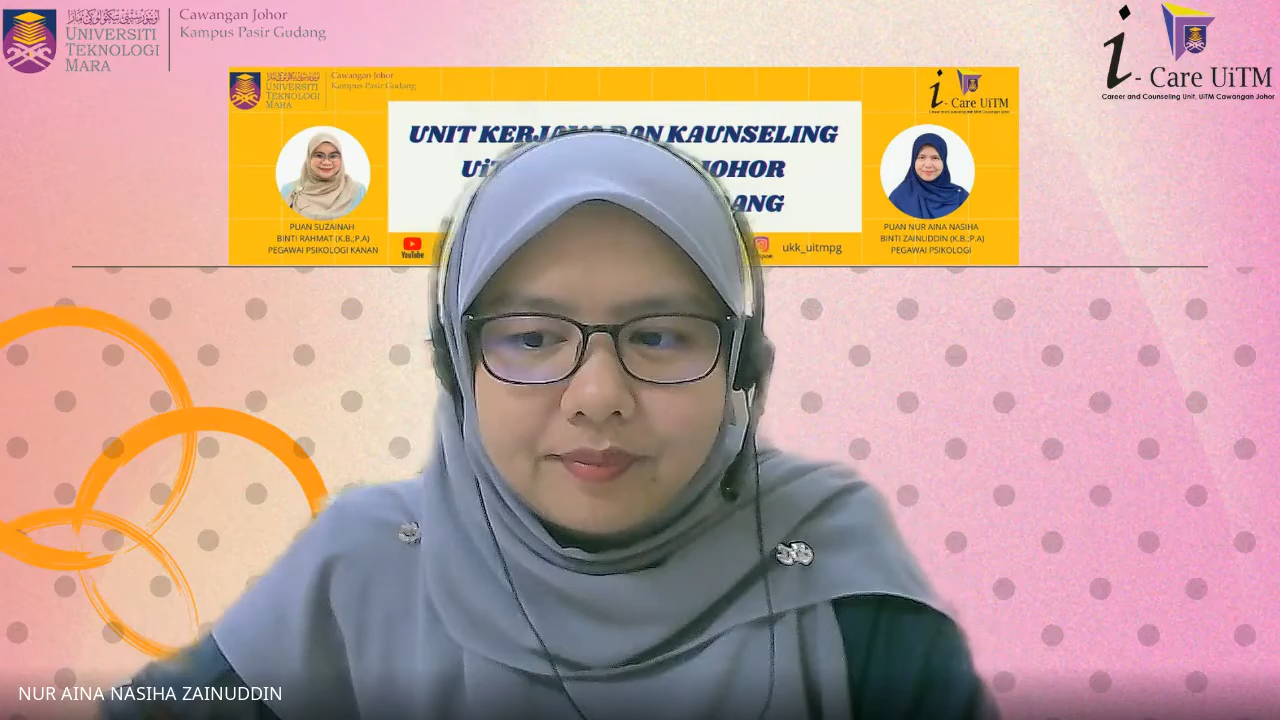 UNIVERSITI
TEKNOLOGI
MARA
Cawangan Johor
Kampus Pasir Gudang
i - Care UiTM
Career and Counseling Unit, UiTM Cawangan Johor
UNIVERSITI
TEKNOLOGI
MARA
Cawangan Johor
Kampus Pasir Gudang
i - Care UiTM
UNIT DAN KAUNSELING
JOHOR
PUAN SUZAINAH
BINTI RAHMAT (K.B.;P.A)
PEGAWAI PSIKOLOGI KANAN
YouTube
ukk_uitmpg
PUAN NUR AINA NASIHA
BINTI ZAINUDDIN (K.B.;P.A)
PEGAWAI PSIKOLOGI
NUR AINA NASIHA ZAINUDDIN